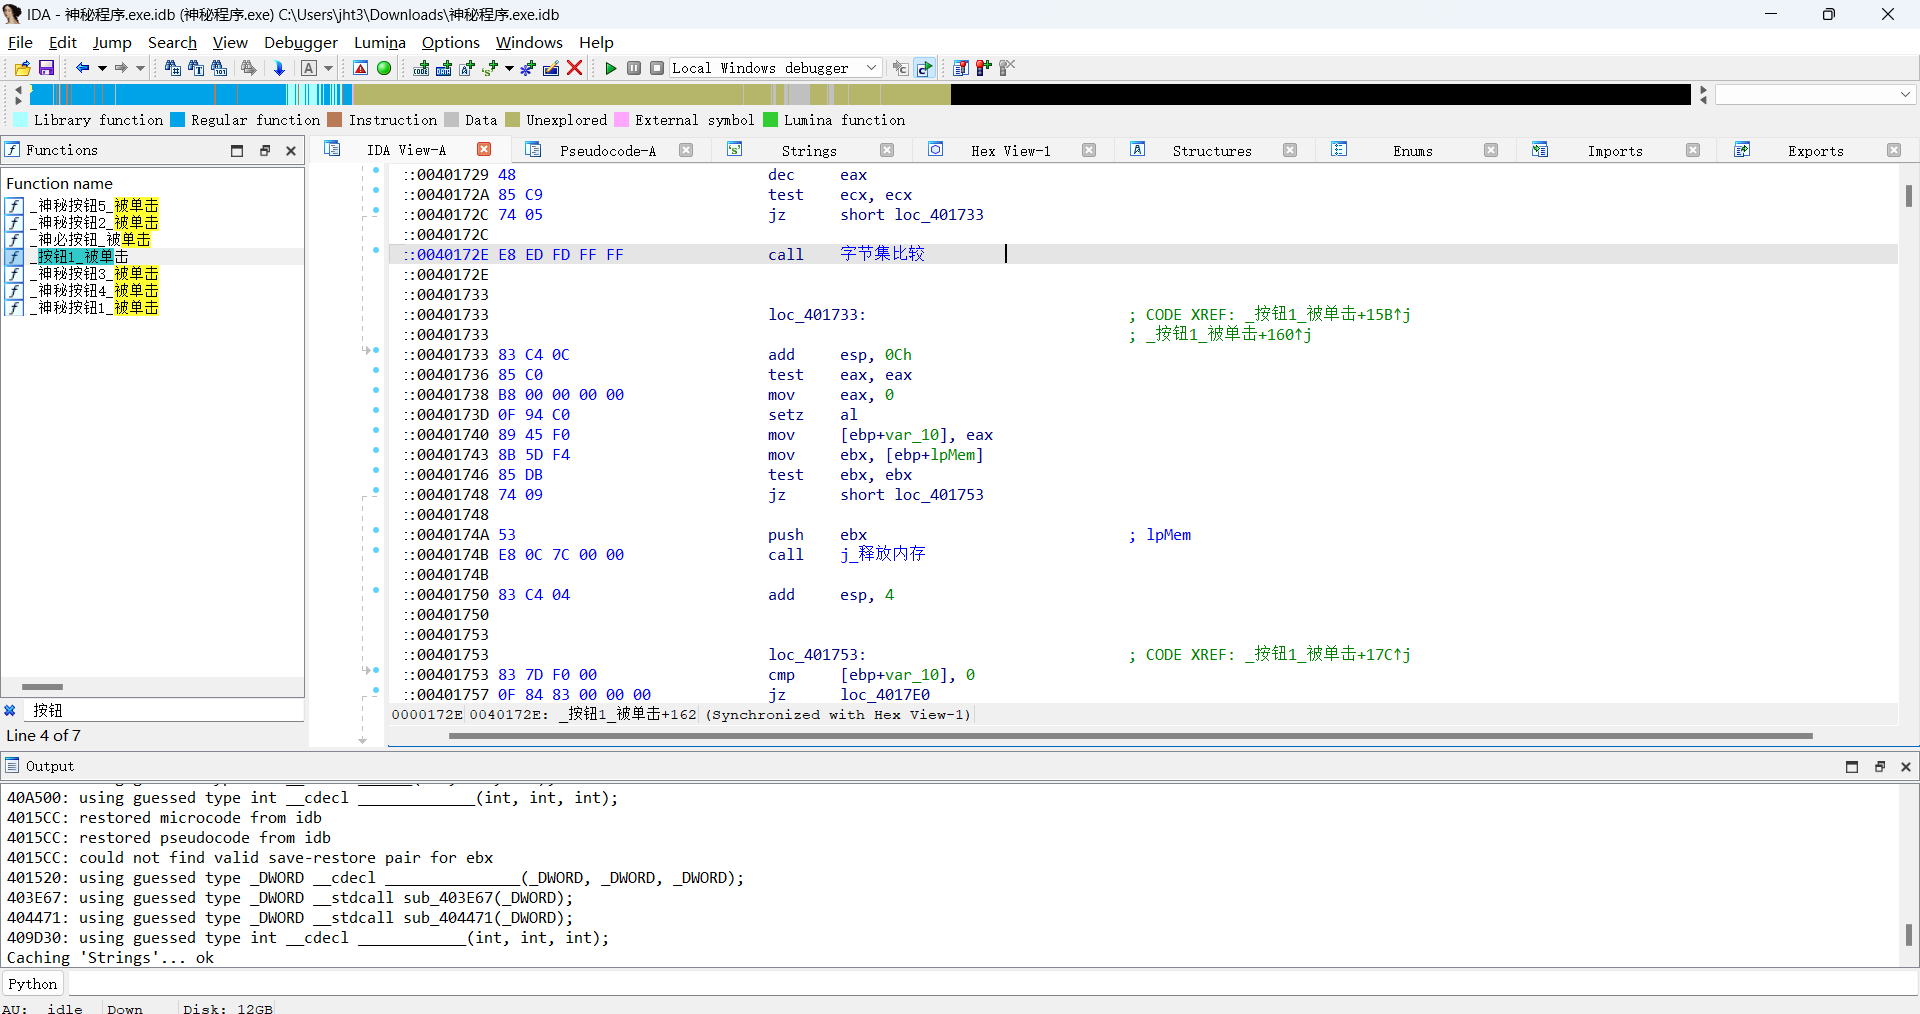 IDA - 神秘程序.exe.idb (神秘程序.exe) C:\Users\jht3\Downloads\神秘程序.exe.idb
File Edit Jump Search View Debugger Lumina Options Windows Help
Local Windows debugger
Library function Regular function Instruction Data Unexplored External symbol Lumina function
Functions
IDA View-A Pseudocode-A Strings Hex View-1 Structures Enums Imports Exports
Function name
_神秘按钮5_被单击
_神秘按钮2_被单击
_神必按钮_被单击
_按钮1_被单击
_神秘按钮3_被单击
_神秘按钮4_被单击
_神秘按钮1_被单击
按钮
Line 4 of 7
::00401729 48 dec eax
::0040172A 85 C9 test ecx, ecx
::0040172C 74 05 jz short loc_401733
::0040172C
::0040172E E8 ED FD FF FF call 字节集比较
::0040172E
::00401733
::00401733 loc_401733: ; CODE XREF: _按钮1_被单击+15B↑j
::00401733 ; _按钮1_被单击+160↑j
::00401733 83 C4 0C add esp, 0Ch
::00401736 85 C0 test eax, eax
::00401738 B8 00 00 00 00 mov eax, 0
::0040173D 0F 94 C0 setz al
::00401740 89 45 F0 mov [ebp+var_10], eax
::00401743 8B 5D F4 mov ebx, [ebp+lpMem]
::00401746 85 DB test ebx, ebx
::00401748 74 09 jz short loc_401753
::00401748
::0040174A 53 push ebx ; lpMem
::0040174B E8 0C 7C 00 00 call j_释放内存
::0040174B
::00401750 83 C4 04 add esp, 4
::00401750
::00401753
::00401753 loc_401753: ; CODE XREF: _按钮1_被单击+17C↑j
::00401753 83 7D F0 00 cmp [ebp+var_10], 0
::00401757 0F 84 83 00 00 00 jz loc_4017E0
0000172E 0040172E: _按钮1_被单击+162 (Synchronized with Hex View-1)
Output
40A500: using guessed type int __cdecl _____________(int, int, int);
4015CC: restored microcode from idb
4015CC: restored pseudocode from idb
4015CC: could not find valid save-restore pair for ebx
401520: using guessed type _DWORD __cdecl _______________(_DWORD, _DWORD, _DWORD);
403E67: using guessed type _DWORD __stdcall sub_403E67(_DWORD);
404471: using guessed type _DWORD __stdcall sub_404471(_DWORD);
409D30: using guessed type int __cdecl ____________(int, int, int);
Caching 'Strings'... ok
Python
AU: idle Down Disk: 12GB